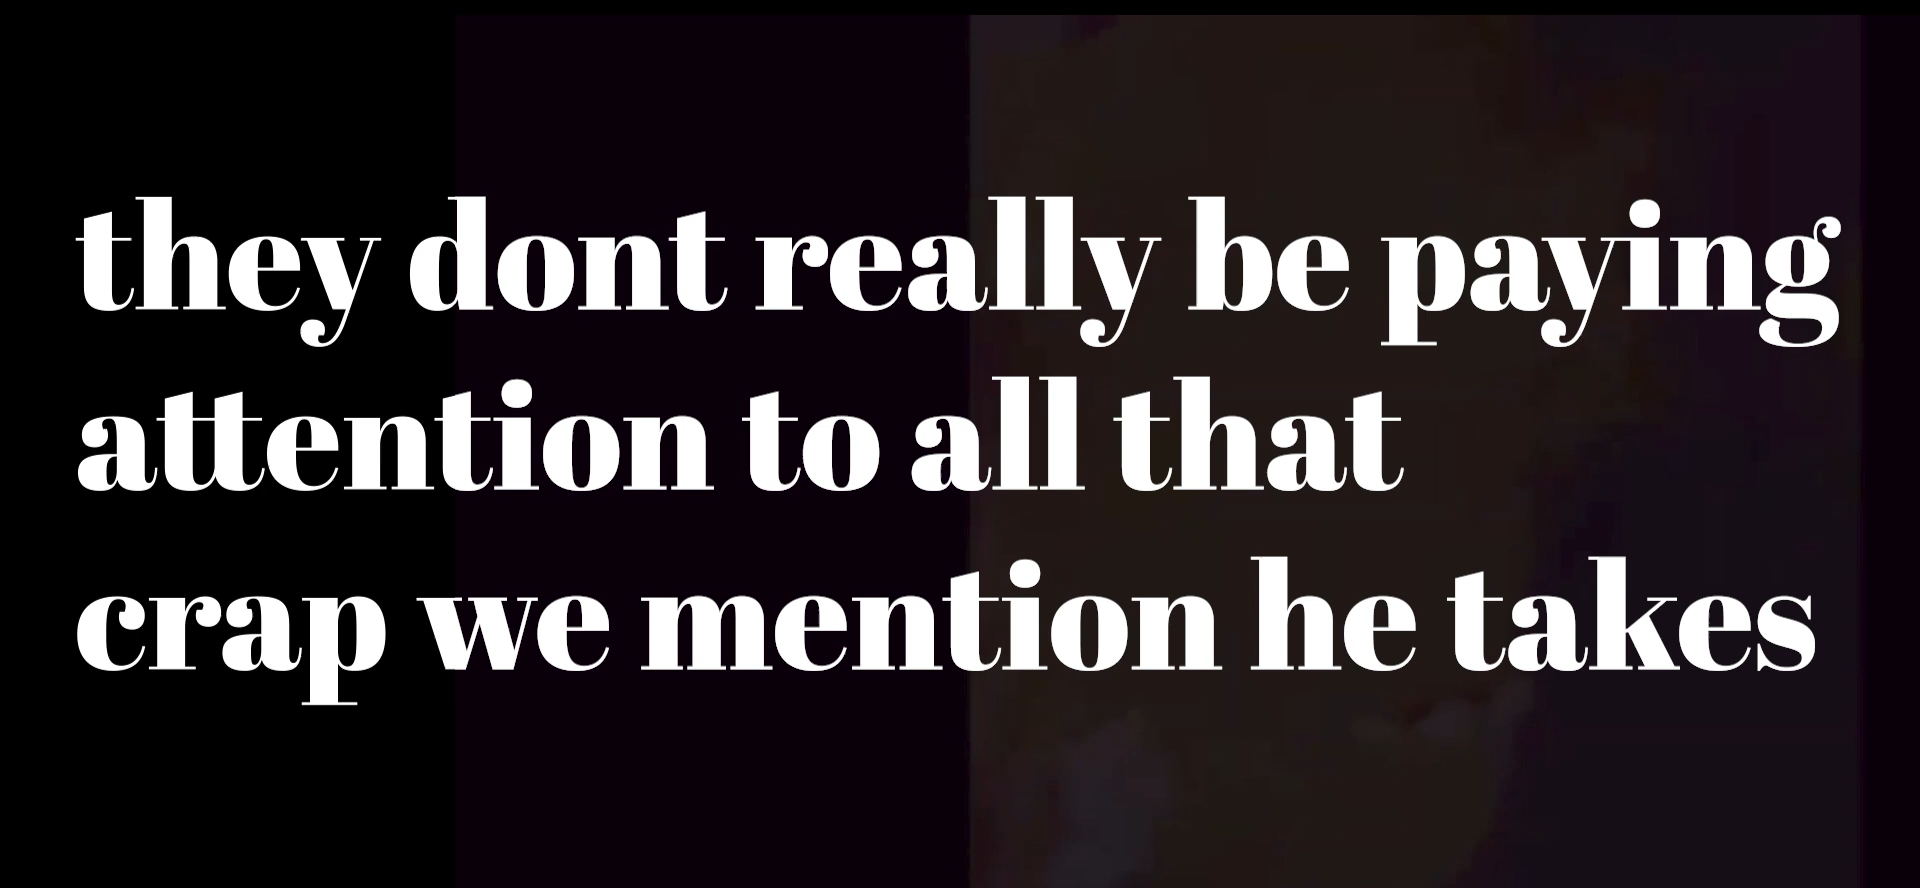 they dont really be paying
attention to all that
crap we mention he takes